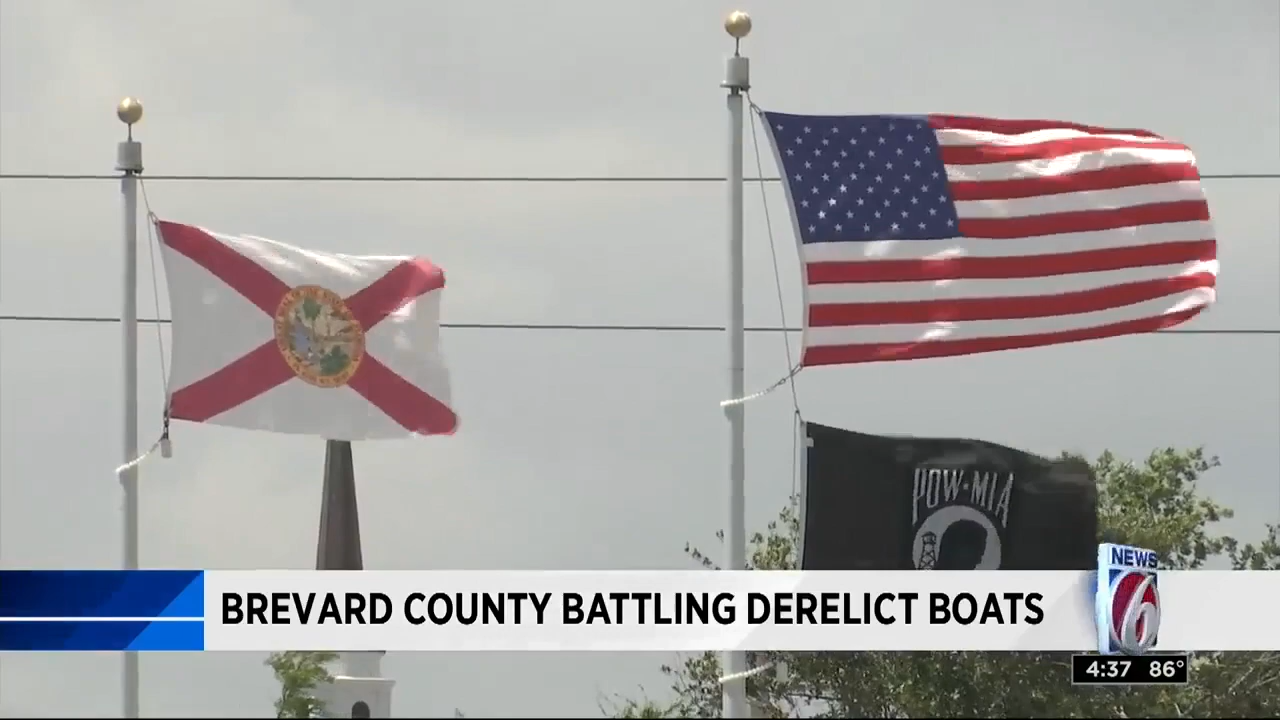 POW★MIA
BREVARD COUNTY BATTLING DERELICT BOATS
NEWS
6
4:37 86°